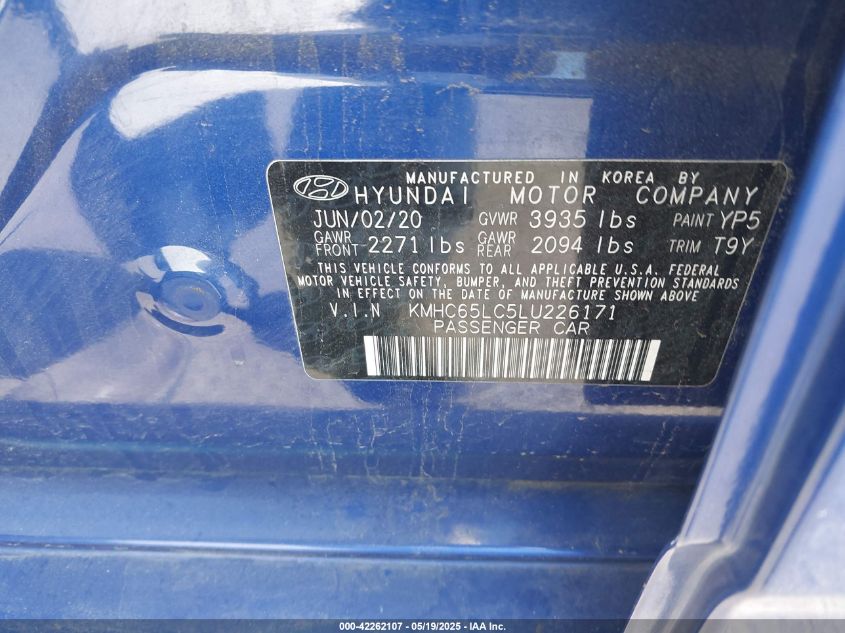 MANUFACTURED IN KOREA BY
HYUNDAI MOTOR COMPANY
JUN/02/20 GVWR 3935 lbs PAINT YP5
GAWR FRONT 2271 lbs GAWR REAR 2094 lbs TRIM T9Y
THIS VEHICLE CONFORMS TO ALL APPLICABLE U.S.A. FEDERAL
MOTOR VEHICLE SAFETY, BUMPER, AND THEFT PREVENTION STANDARDS
IN EFFECT ON THE DATE OF MANUFACTURE SHOWN ABOVE
V.I.N KMHC65LC5LU226171
PASSENGER CAR
000-42262107 - 05/19/2025 - IAA Inc.